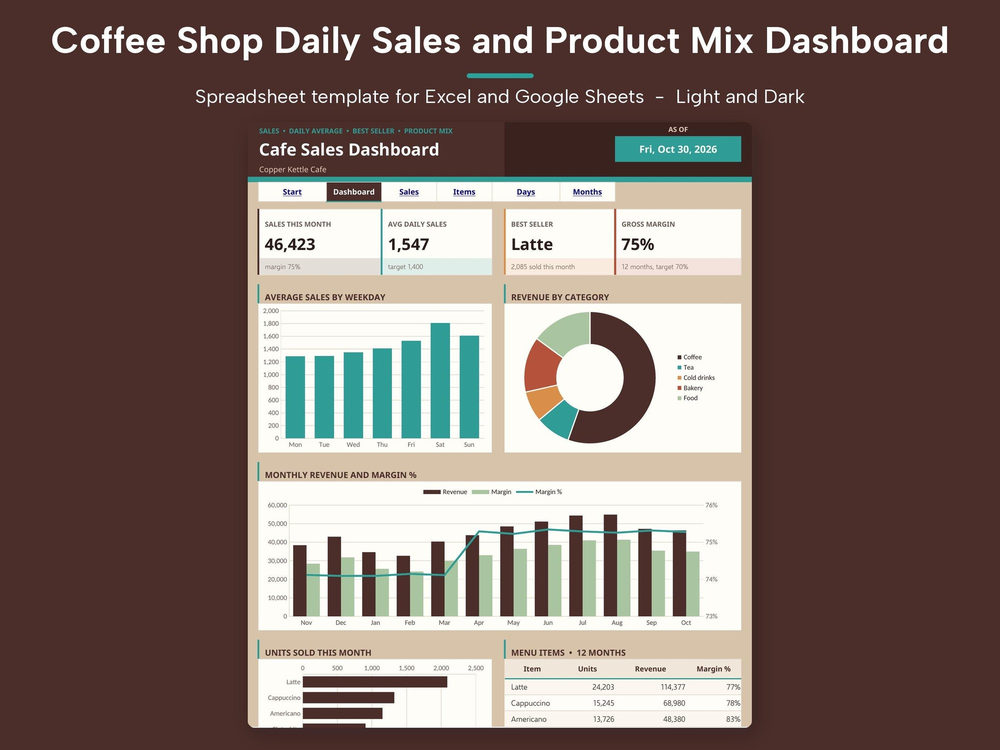 Coffee Shop Daily Sales and Product Mix Dashboard
Spreadsheet template for Excel and Google Sheets – Light and Dark
SALES • DAILY AVERAGE • BEST SELLER • PRODUCT MIX
Cafe Sales Dashboard
Copper Kettle Cafe
AS OF
Fri, Oct 30, 2026
Start Dashboard Sales Items Days Months
SALES THIS MONTH
46,423
margin 75%
AVG DAILY SALES
1,547
target 1,400
BEST SELLER
Latte
2,085 sold this month
GROSS MARGIN
75%
12 months, target 70%
AVERAGE SALES BY WEEKDAY
2,000
1,800
1,600
1,400
1,200
1,000
800
600
400
200
0
Mon Tue Wed Thu Fri Sat Sun
REVENUE BY CATEGORY
Coffee
Tea
Cold drinks
Bakery
Food
MONTHLY REVENUE AND MARGIN %
Revenue Margin Margin %
60,000
50,000
40,000
30,000
20,000
10,000
0
76%
75%
74%
73%
Nov Dec Jan Feb Mar Apr May Jun Jul Aug Sep Oct
UNITS SOLD THIS MONTH
0 500 1,000 1,500 2,000 2,500
Latte
Cappuccino
Americano
MENU ITEMS • 12 MONTHS
Item Units Revenue Margin %
Latte 24,203 114,377 77%
Cappuccino 15,245 68,980 78%
Americano 13,726 48,380 83%